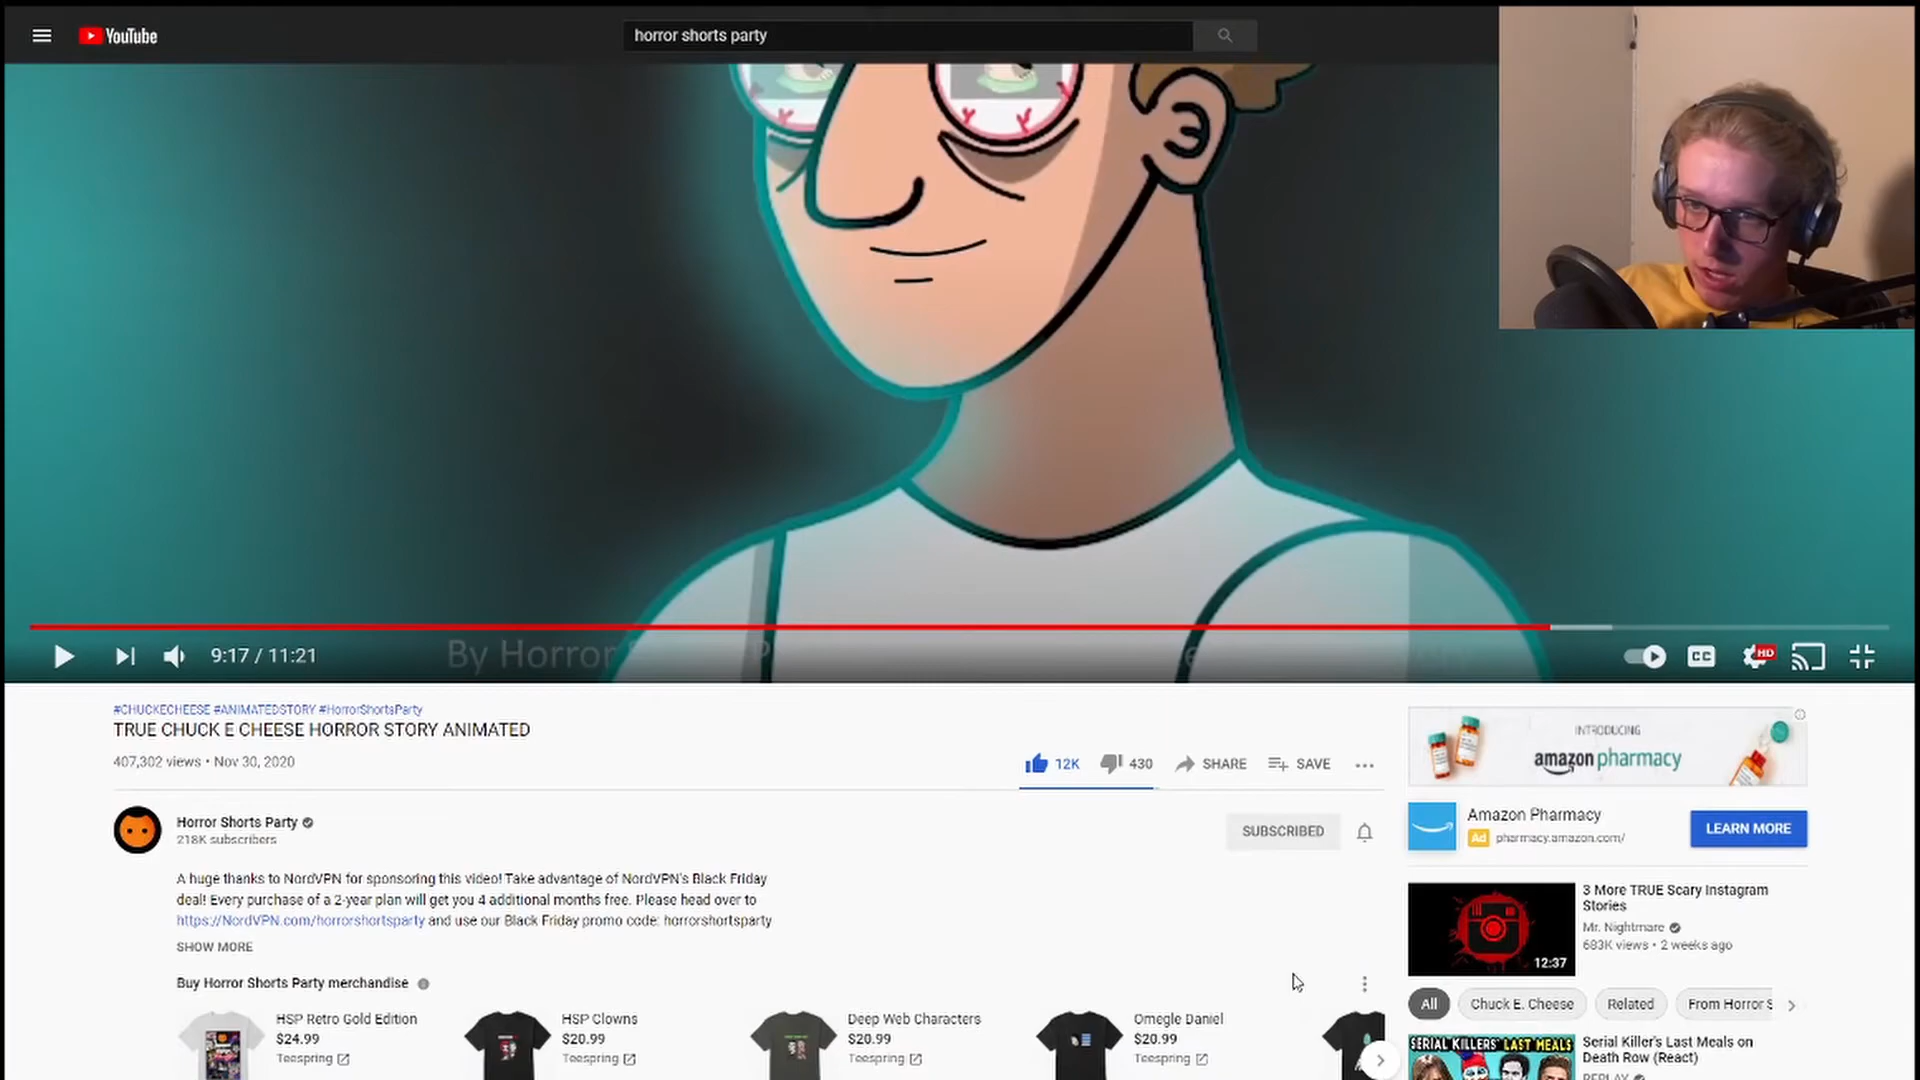 YouTube
horror shorts party
9:17 / 11:21
By Horror
CC
HD
#CHUCKECHEESE #ANIMATEDSTORY #HorrorShortsParty
TRUE CHUCK E CHEESE HORROR STORY ANIMATED
407,302 views • Nov 30, 2020
12K
430
SHARE
SAVE
Horror Shorts Party
218K subscribers
SUBSCRIBED
A huge thanks to NordVPN for sponsoring this video! Take advantage of NordVPN's Black Friday
deal! Every purchase of a 2-year plan will get you 4 additional months free. Please head over to
https://NordVPN.com/horrorshortsparty and use our Black Friday promo code: horrorshortsparty
SHOW MORE
Buy Horror Shorts Party merchandise
HSP Retro Gold Edition
$24.99
Teespring
HSP Clowns
$20.99
Teespring
Deep Web Characters
$20.99
Teespring
Omegle Daniel
$20.99
Teespring
INTRODUCING
amazon pharmacy
Amazon Pharmacy
Ad pharmacy.amazon.com/
LEARN MORE
3 More TRUE Scary Instagram
Stories
Mr. Nightmare
683K views • 2 weeks ago
12:37
All
Chuck E. Cheese
Related
From Horror S
SERIAL KILLERS' LAST MEALS
Serial Killer's Last Meals on
Death Row (React)
REPLAY